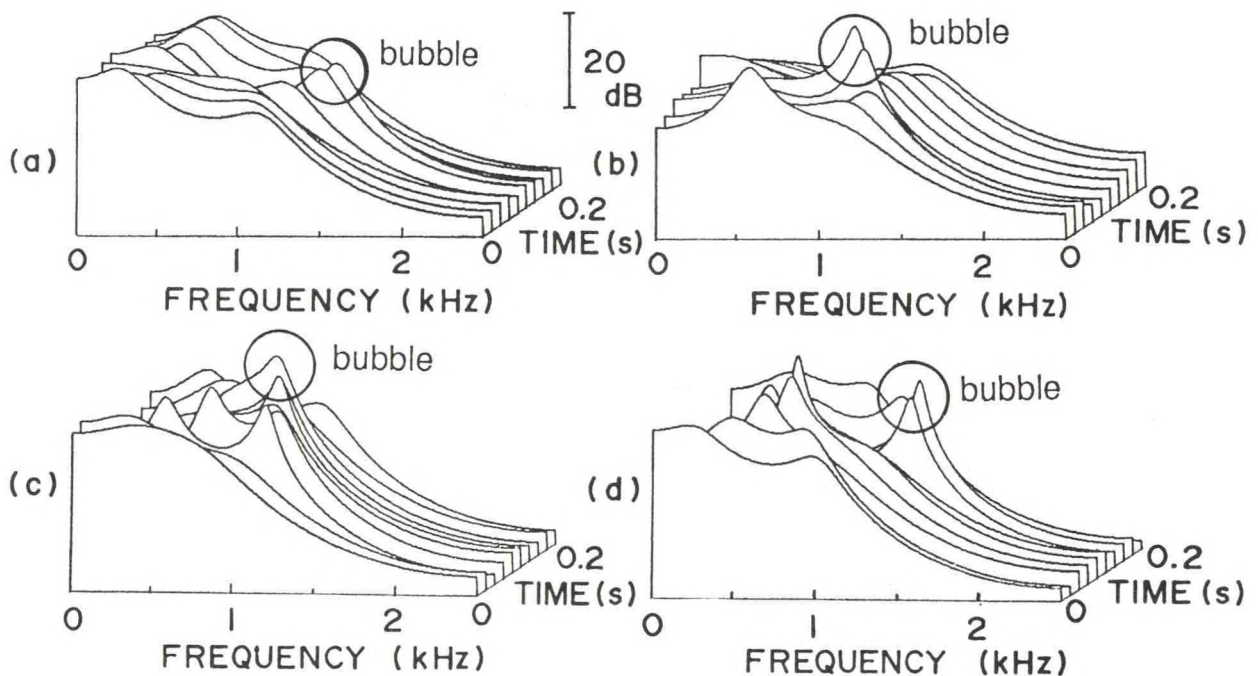 bubble
20
dB
bubble
(a)
0.2
0
TIME (s)
0
1
2
FREQUENCY (kHz)
(b)
0.2
0
TIME (s)
0
1
2
FREQUENCY (kHz)
bubble
(c)
0.2
0
TIME (s)
0
1
2
FREQUENCY (kHz)
bubble
(d)
0.2
0
TIME (s)
0
1
2
FREQUENCY (kHz)